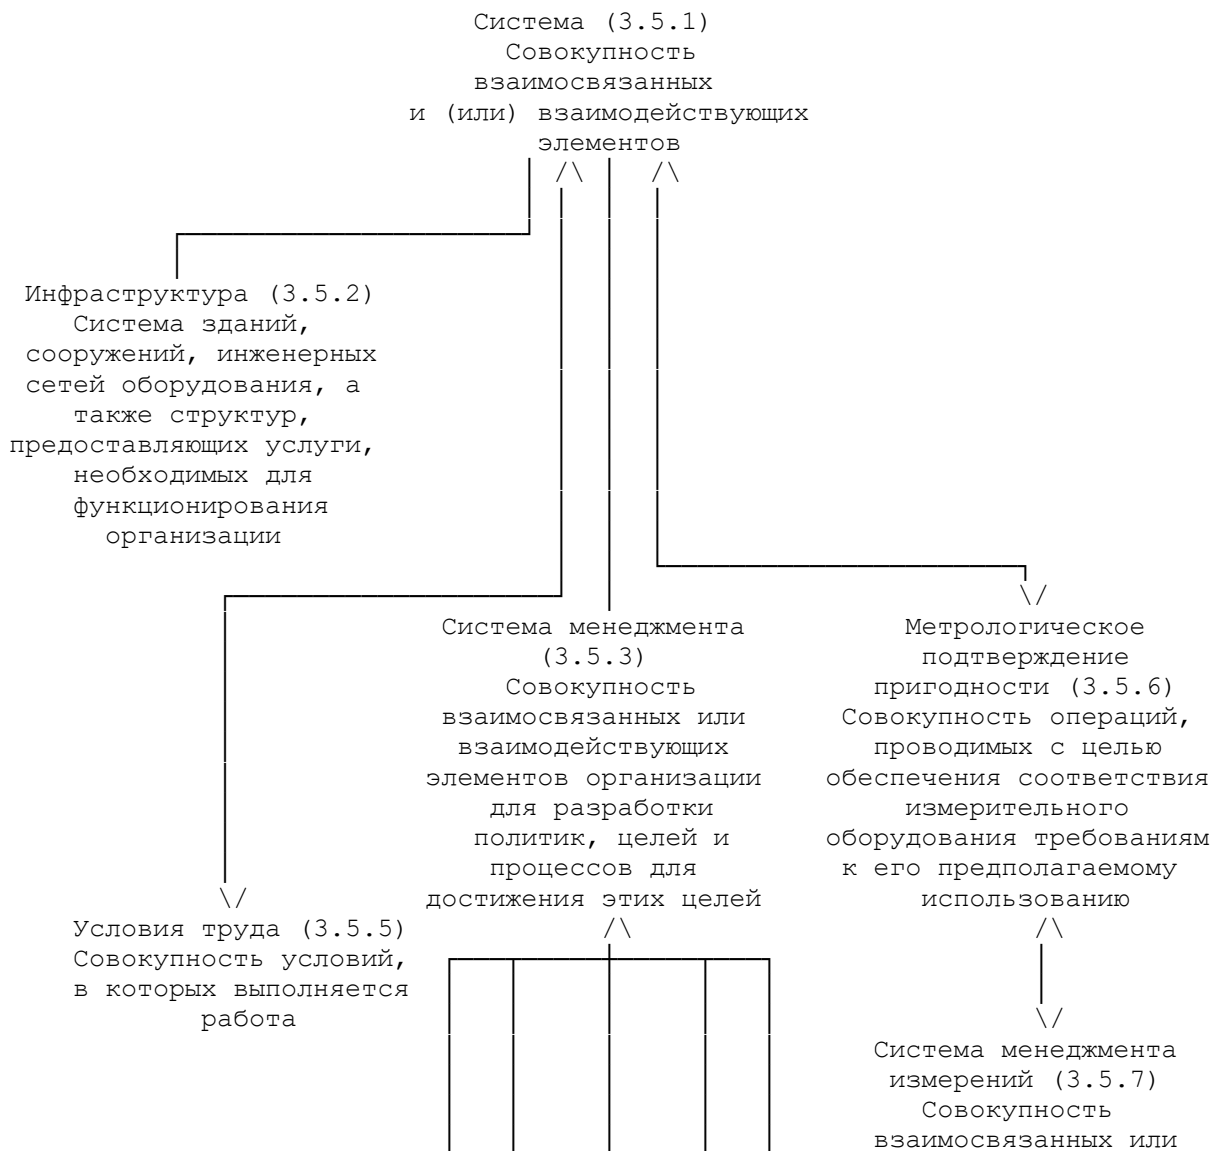 Система (3.5.1)
Совокупность
взаимосвязанных
и (или) взаимодействующих
элементов
Инфраструктура (3.5.2)
Система зданий,
сооружений, инженерных
сетей оборудования, а
также структур,
предоставляющих услуги,
необходимых для
функционирования
организации
Система менеджмента
(3.5.3)
Совокупность
взаимосвязанных или
взаимодействующих
элементов организации
для разработки
политик, целей и
процессов для
достижения этих целей
Метрологическое
подтверждение
пригодности (3.5.6)
Совокупность операций,
проводимых с целью
обеспечения соответствия
измерительного
оборудования требованиям
к его предполагаемому
использованию
Условия труда (3.5.5)
Совокупность условий,
в которых выполняется
работа
Система менеджмента
измерений (3.5.7)
Совокупность
взаимосвязанных или